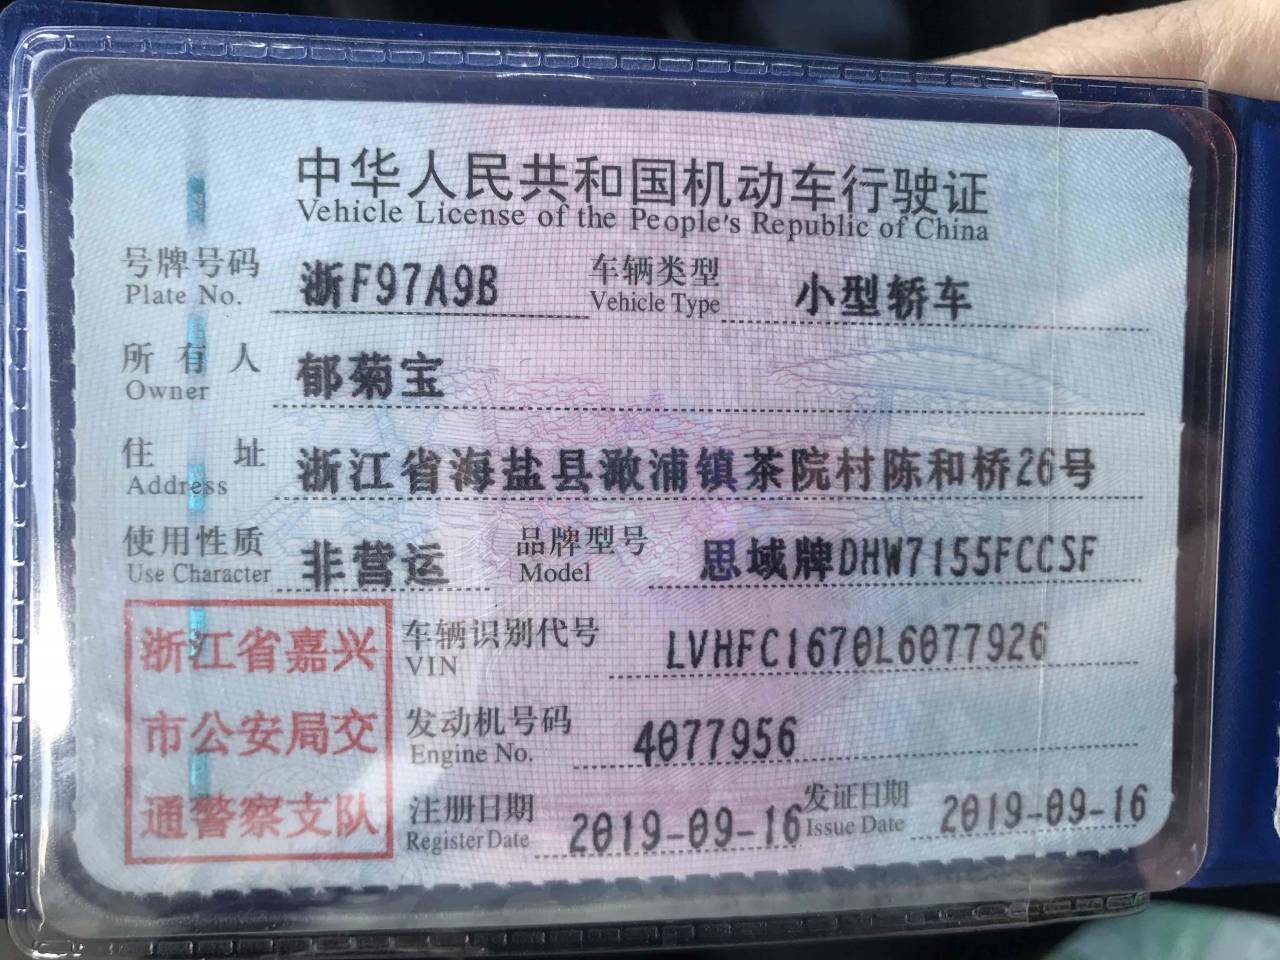 中华人民共和国机动车行驶证
Vehicle License of the People's Republic of China
号牌号码 浙F97A9B 车辆类型 小型轿车
Plate No. Vehicle Type
所有人 郁菊宝
Owner
住址 浙江省海盐县澉浦镇茶院村陈和桥26号
Address
使用性质 非营运 品牌型号 思域牌DHW7155FCCSF
Use Character Model
浙江省嘉兴
市公安局交
通警察支队
车辆识别代号 LVHFC1670L6077926
VIN
发动机号码 4077956
Engine No.
注册日期 2019-09-16 发证日期 2019-09-16
Register Date Issue Date